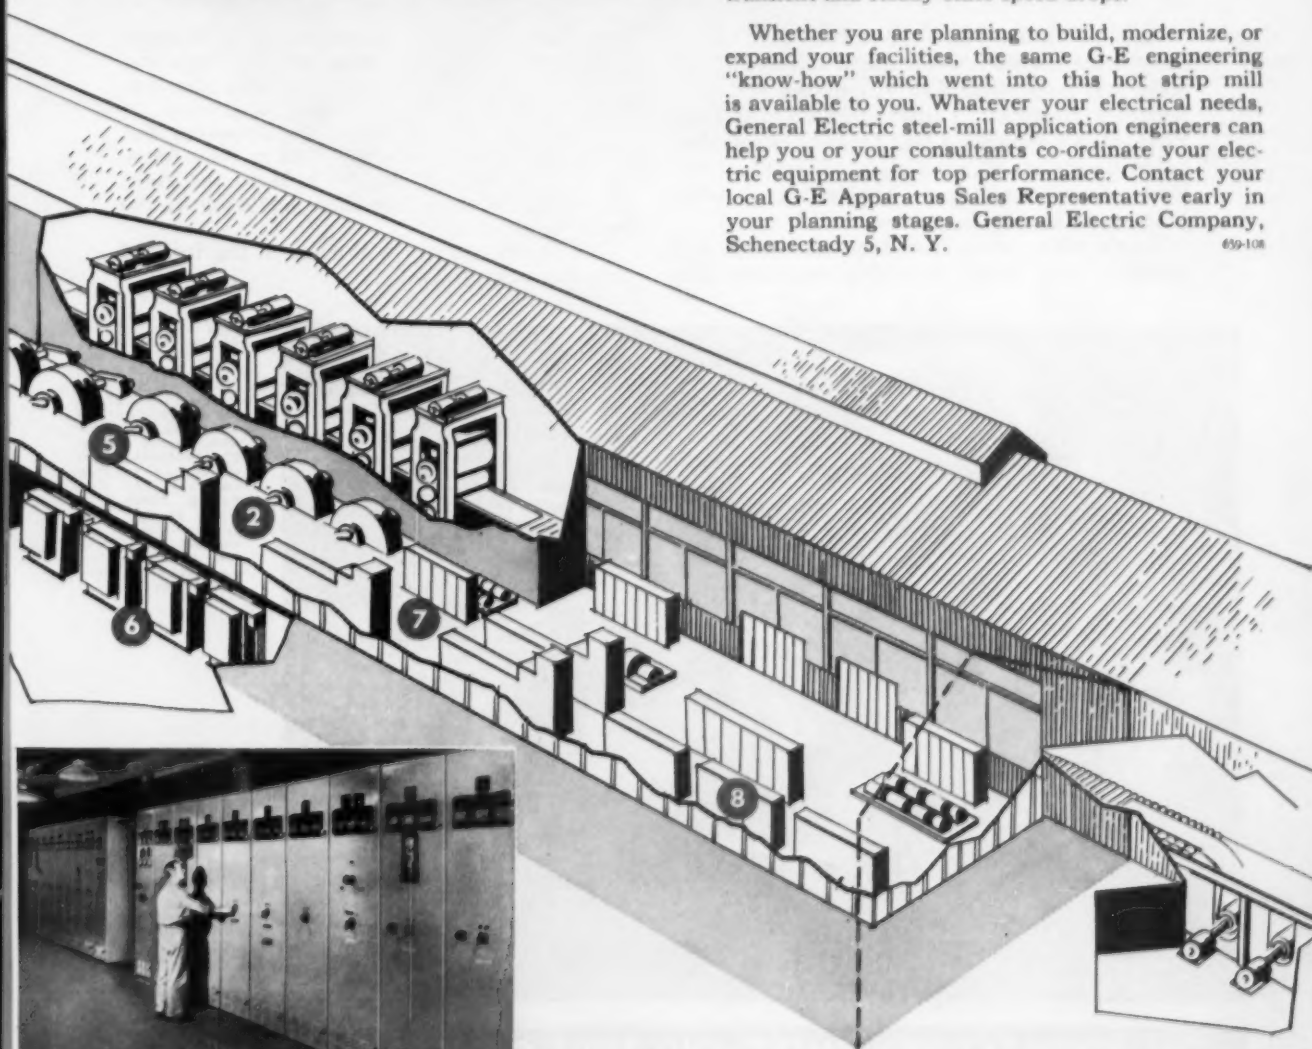 Whether you are planning to build, modernize, or
expand your facilities, the same G-E engineering
"know-how" which went into this hot strip mill
is available to you. Whatever your electrical needs,
General Electric steel-mill application engineers can
help you or your consultants co-ordinate your elec-
tric equipment for top performance. Contact your
local G-E Apparatus Sales Representative early in
your planning stages. General Electric Company,
Schenectady 5, N. Y.
659-108
5
2
7
6
8